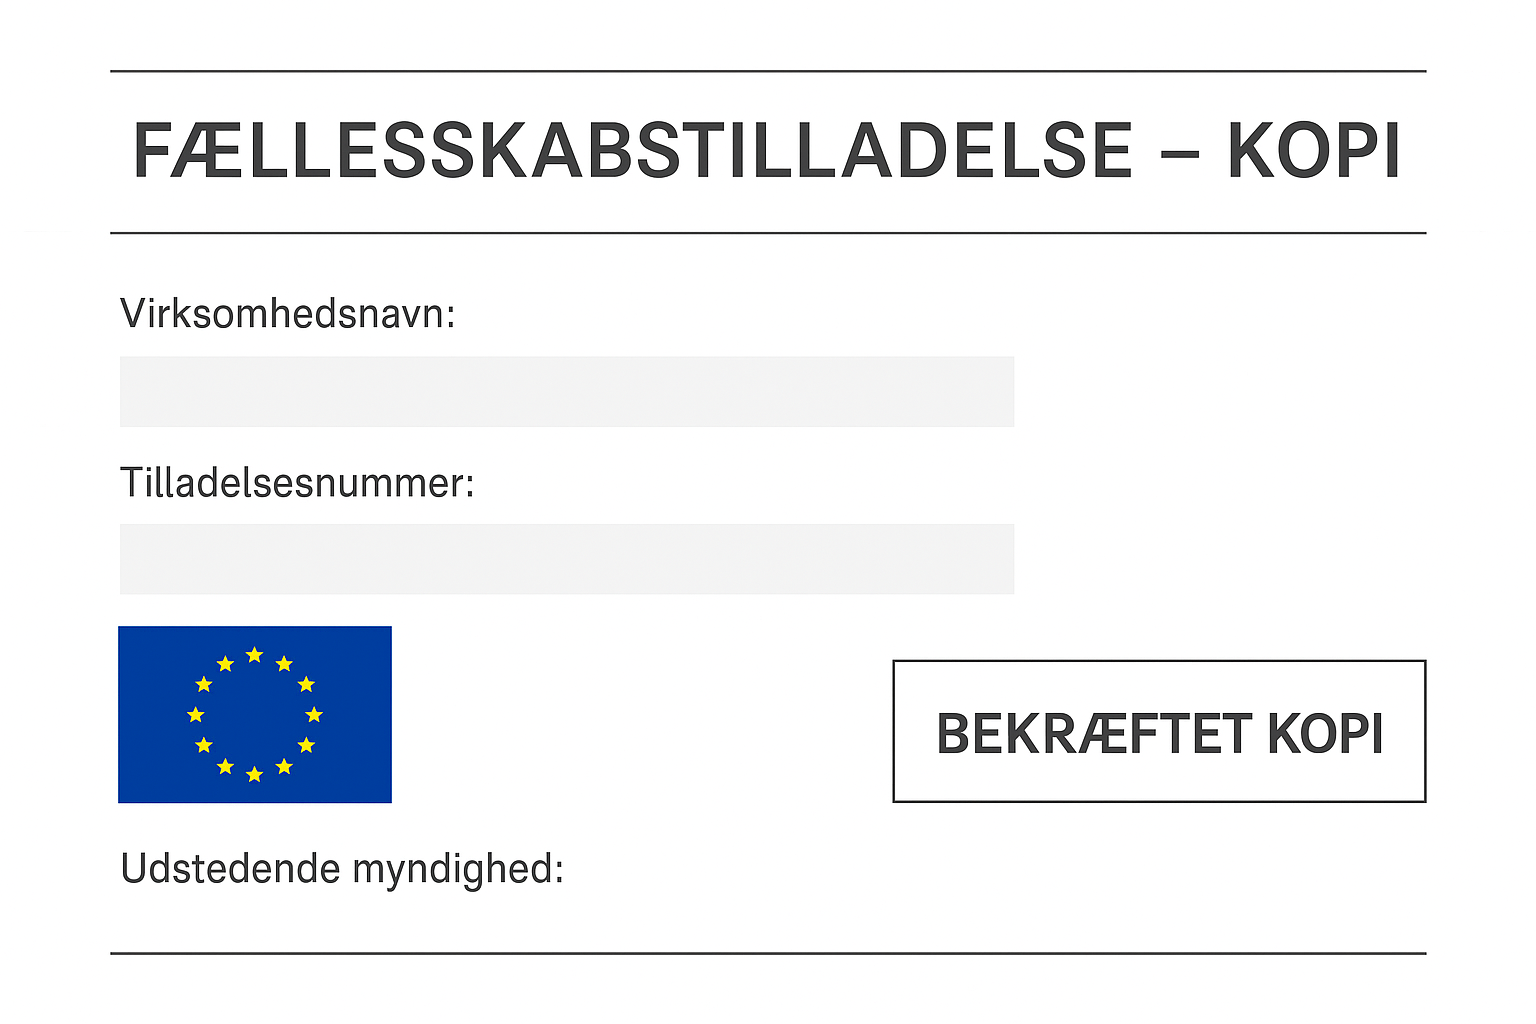 FÆLLESSKABSTILLADELSE – KOPI
Virksomhedsnavn:
Tilladelsesnummer:
BEKRÆFTET KOPI
Udstedende myndighed: